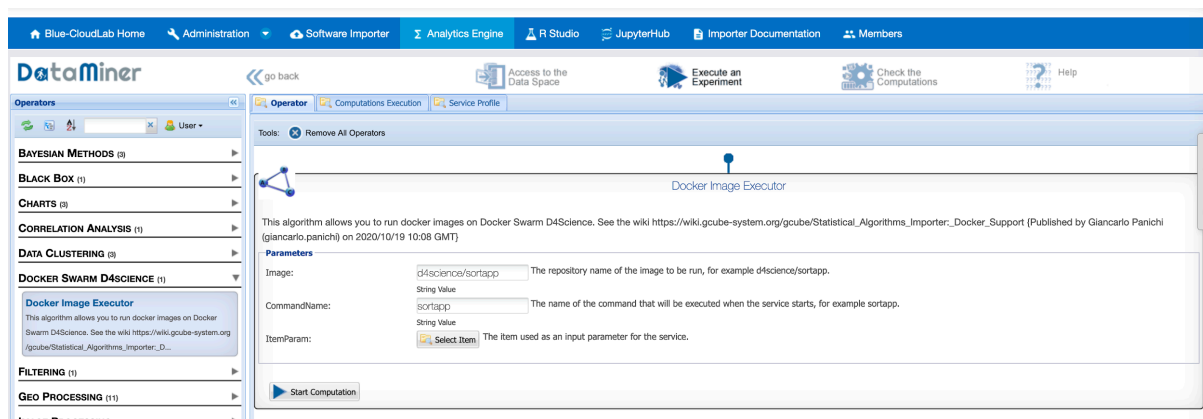 Blue-CloudLab Home Administration Software Importer Analytics Engine R Studio JupyterHub Importer Documentation Members
DataMiner
go back
Access to the
Data Space
Execute an
Experiment
Check the
Computations
Help
Operators
Operator Computations Execution Service Profile
User
Tools: Remove All Operators
BAYESIAN METHODS (3)
BLACK BOX (1)
CHARTS (3)
CORRELATION ANALYSIS (1)
DATA CLUSTERING (3)
DOCKER SWARM D4SCIENCE (1)
Docker Image Executor
This algorithm allows you to run docker images on Docker
Swarm D4Science. See the wiki https://wiki.gcube-system.org
/gcube/Statistical_Algorithms_Importer:_D...
FILTERING (1)
GEO PROCESSING (11)
Docker Image Executor
This algorithm allows you to run docker images on Docker Swarm D4Science. See the wiki https://wiki.gcube-system.org/gcube/Statistical_Algorithms_Importer:_Docker_Support {Published by Giancarlo Panichi
(giancarlo.panichi) on 2020/10/19 10:08 GMT}
Parameters
Image: d4science/sortapp The repository name of the image to be run, for example d4science/sortapp.
String Value
CommandName: sortapp The name of the command that will be executed when the service starts, for example sortapp.
String Value
ItemParam: Select Item The item used as an input parameter for the service.
Start Computation